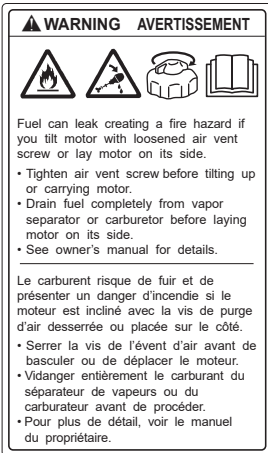 WARNING AVERTISSEMENT
Fuel can leak creating a fire hazard if
you tilt motor with loosened air vent
screw or lay motor on its side.
• Tighten air vent screw before tilting up
or carrying motor.
• Drain fuel completely from vapor
separator or carburetor before laying
motor on its side.
• See owner's manual for details.
Le carburent risque de fuir et de
présenter un danger d'incendie si le
moteur est incliné avec la vis de purge
d'air desserrée ou placée sur le côté.
• Serrer la vis de l'évent d'air avant de
basculer ou de déplacer le moteur.
• Vidanger entièrement le carburant du
séparateur de vapeurs ou du
carburateur avant de procéder.
• Pour plus de détail, voir le manuel
du propriétaire.